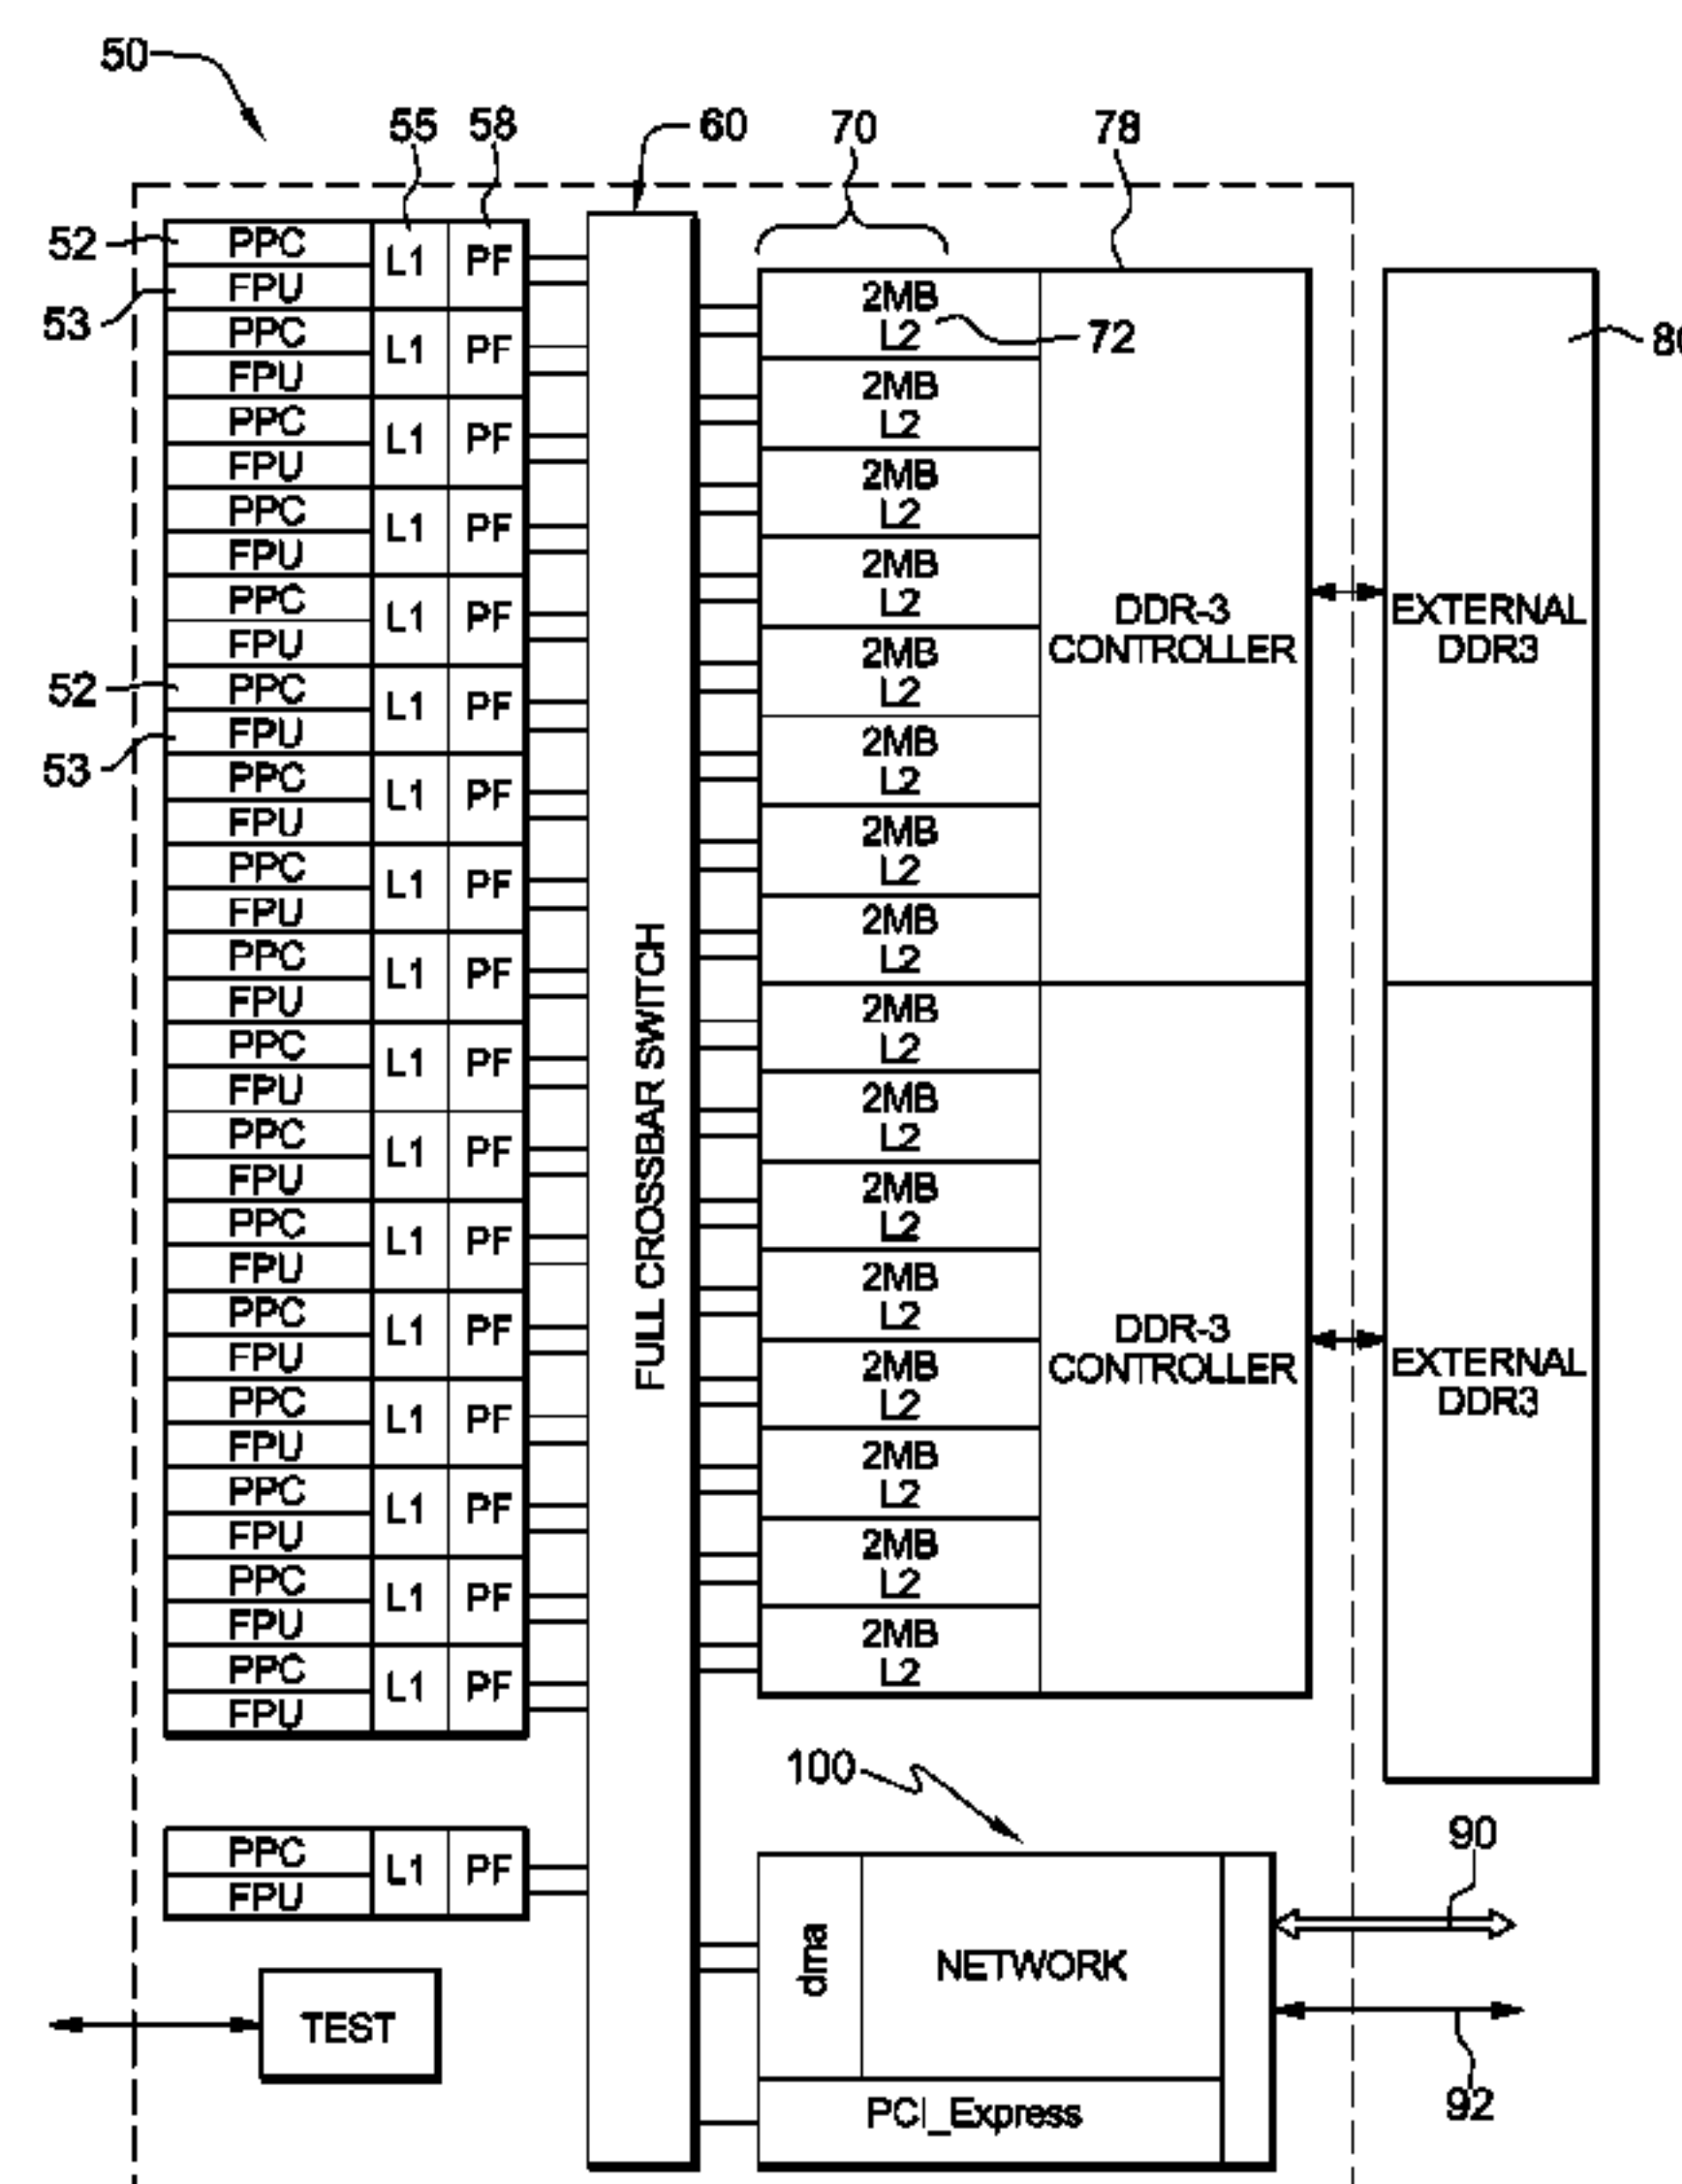 50
55
58
60
70
78
52
53
52
53
PPC
FPU
L1
PF
PPC
FPU
L1
PF
PPC
FPU
L1
PF
PPC
FPU
L1
PF
PPC
FPU
L1
PF
PPC
FPU
L1
PF
PPC
FPU
L1
PF
PPC
FPU
L1
PF
PPC
FPU
L1
PF
PPC
FPU
L1
PF
PPC
FPU
L1
PF
PPC
FPU
L1
PF
PPC
FPU
L1
PF
PPC
FPU
L1
PF
PPC
FPU
L1
PF
PPC
FPU
L1
PF
PPC
FPU
L1
PF
PPC
FPU
L1
PF
TEST
FULL CROSSBAR SWITCH
2MB
L2
72
2MB
L2
2MB
L2
2MB
L2
2MB
L2
2MB
L2
2MB
L2
2MB
L2
2MB
L2
2MB
L2
2MB
L2
2MB
L2
2MB
L2
2MB
L2
2MB
L2
2MB
L2
DDR-3
CONTROLLER
DDR-3
CONTROLLER
EXTERNAL
DDR3
EXTERNAL
DDR3
100
dma
NETWORK
PCI_Express
90
92